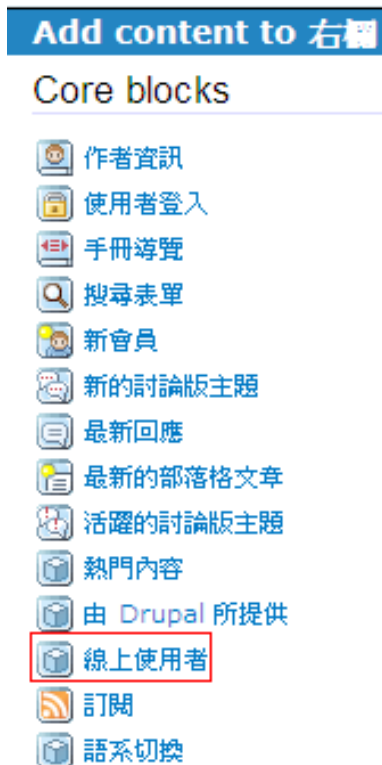 Add content to 右欄
Core blocks
作者資訊
使用者登入
手冊導覽
搜尋表單
新會員
新的討論版主題
最新回應
最新的部落格文章
活躍的討論版主題
熱門內容
由 Drupal 所提供
線上使用者
訂閱
語系切換